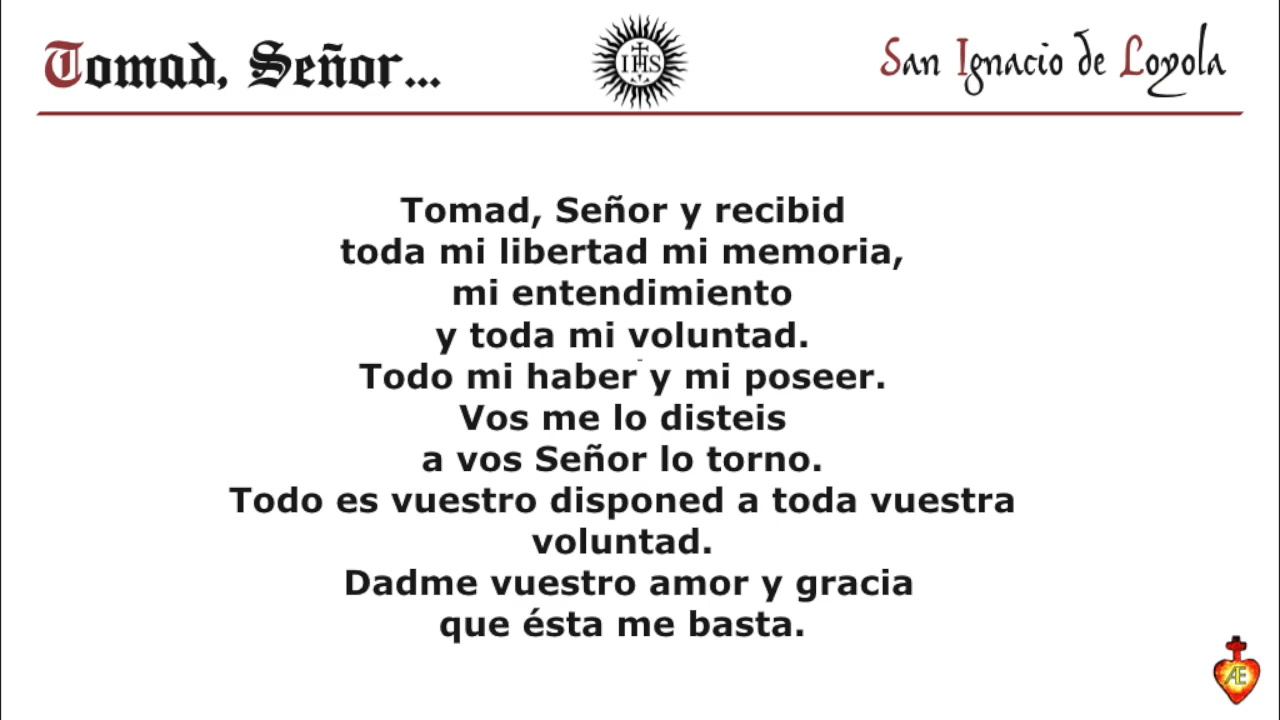 Tomad, Señor...
IHS
San Ignacio de Loyola
Tomad, Señor y recibid
toda mi libertad mi memoria,
mi entendimiento
y toda mi voluntad.
Todo mi haber y mi poseer.
Vos me lo disteis
a vos Señor lo torno.
Todo es vuestro disponed a toda vuestra
voluntad.
Dadme vuestro amor y gracia
que ésta me basta.
Æ